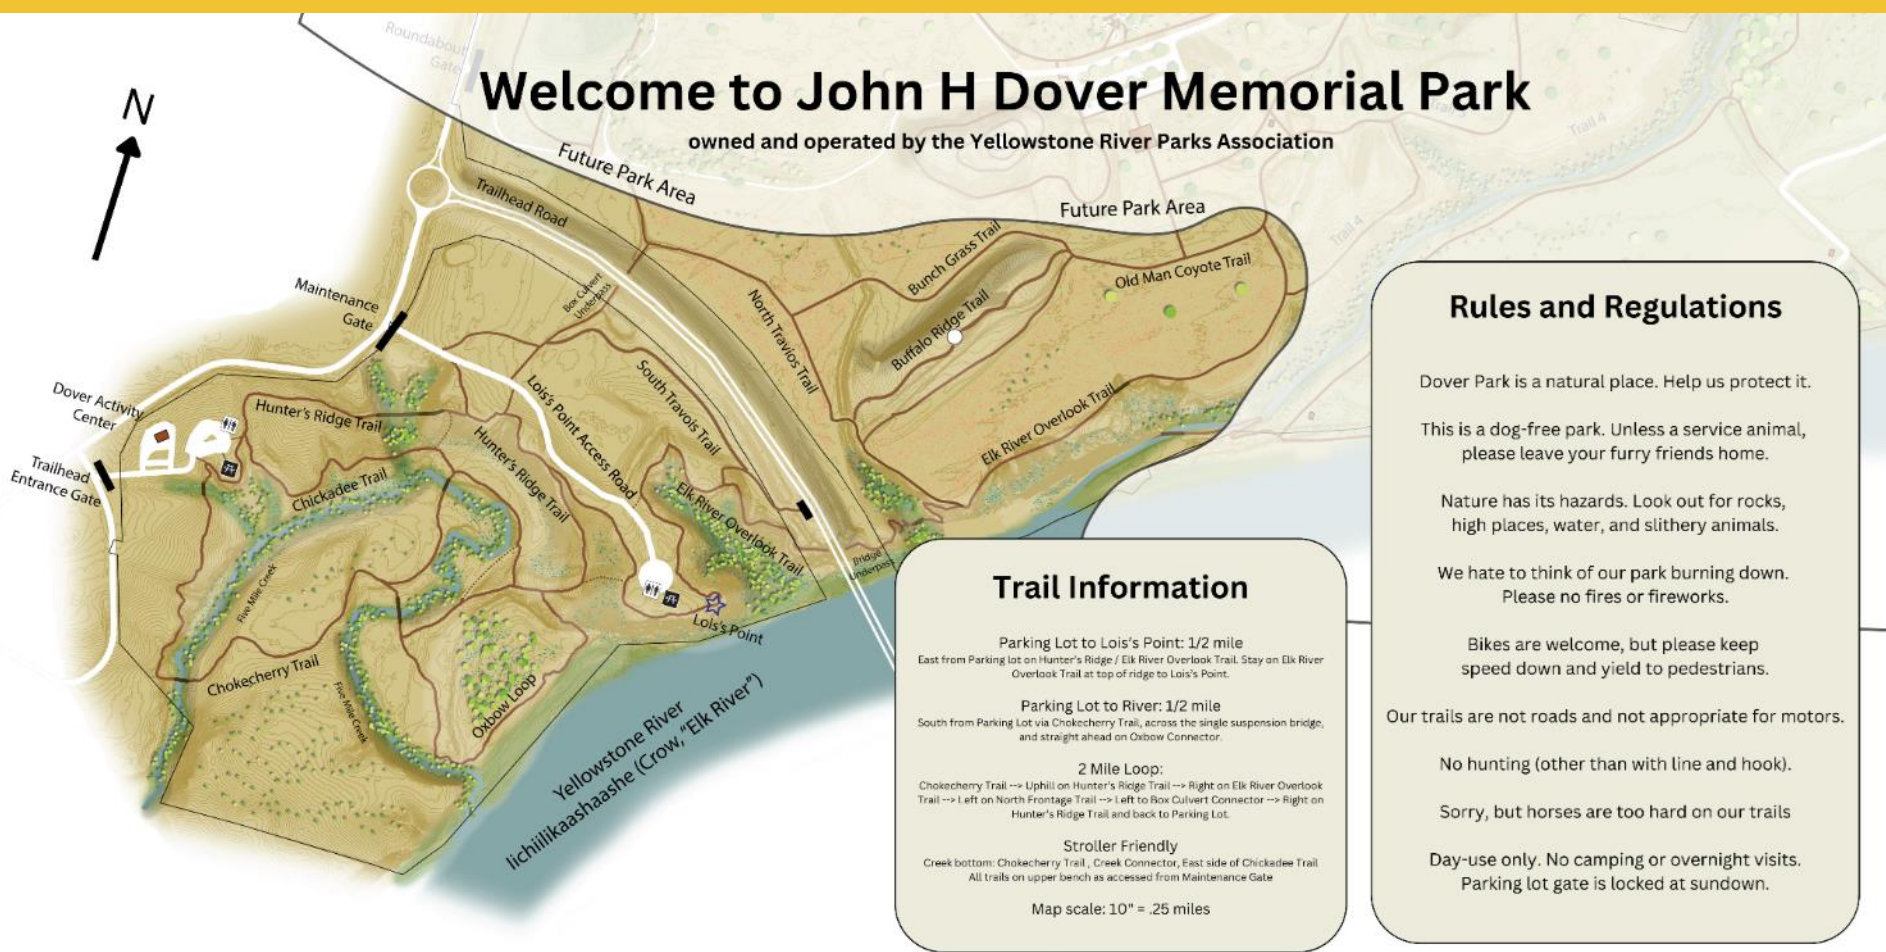 Roundabout
Gate
Welcome to John H Dover Memorial Park
owned and operated by the Yellowstone River Parks Association
N
Future Park Area
Future Park Area
Trail 4
Trail 4
Trailhead Road
Maintenance
Gate
Box Culvert
Underpass
North Travios Trail
Bunch Grass Trail
Buffalo Ridge Trail
Old Man Coyote Trail
Elk River Overlook Trail
Dover Activity
Center
Trailhead
Entrance Gate
Hunter's Ridge Trail
Chickadee Trail
Hunter's Ridge Trail
Lois's Point Access Road
South Travois Trail
Elk River Overlook Trail
Bridge
Underpass
Lois's Point
Five Mile Creek
Chokecherry Trail
Five Mile Creek
Oxbow Loop
Yellowstone River
Iichiilikaashaashe (Crow,"Elk River")
Trail Information
Parking Lot to Lois's Point: 1/2 mile
East from Parking lot on Hunter's Ridge / Elk River Overlook Trail. Stay on Elk River
Overlook Trail at top of ridge to Lois's Point.
Parking Lot to River: 1/2 mile
South from Parking Lot via Chokecherry Trail, across the single suspension bridge,
and straight ahead on Oxbow Connector.
2 Mile Loop:
Chokecherry Trail --> Uphill on Hunter's Ridge Trail --> Right on Elk River Overlook
Trail --> Left on North Frontage Trail --> Left to Box Culvert Connector --> Right on
Hunter's Ridge Trail and back to Parking Lot.
Stroller Friendly
Creek bottom: Chokecherry Trail , Creek Connector, East side of Chickadee Trail
All trails on upper bench as accessed from Maintenance Gate
Map scale: 10" = .25 miles
Rules and Regulations
Dover Park is a natural place. Help us protect it.
This is a dog-free park. Unless a service animal,
please leave your furry friends home.
Nature has its hazards. Look out for rocks,
high places, water, and slithery animals.
We hate to think of our park burning down.
Please no fires or fireworks.
Bikes are welcome, but please keep
speed down and yield to pedestrians.
Our trails are not roads and not appropriate for motors.
No hunting (other than with line and hook).
Sorry, but horses are too hard on our trails
Day-use only. No camping or overnight visits.
Parking lot gate is locked at sundown.